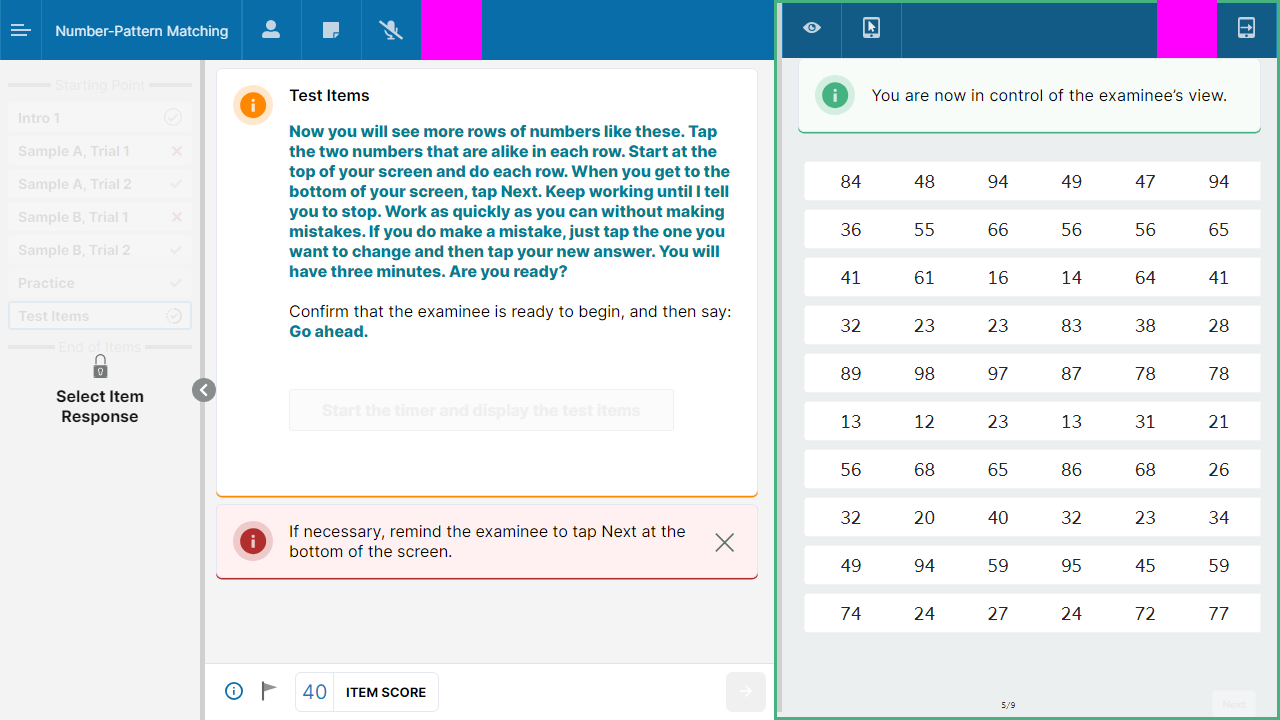 Number-Pattern Matching
Starting Point
Intro 1
Sample A, Trial 1
Sample A, Trial 2
Sample B, Trial 1
Sample B, Trial 2
Practice
Test Items
End of Items
Select Item
Response
Test Items
Now you will see more rows of numbers like these. Tap
the two numbers that are alike in each row. Start at the
top of your screen and do each row. When you get to the
bottom of your screen, tap Next. Keep working until I tell
you to stop. Work as quickly as you can without making
mistakes. If you do make a mistake, just tap the one you
want to change and then tap your new answer. You will
have three minutes. Are you ready?
Confirm that the examinee is ready to begin, and then say:
Go ahead.
Start the timer and display the test items
If necessary, remind the examinee to tap Next at the
bottom of the screen.
40 ITEM SCORE
You are now in control of the examinee’s view.
84 48 94 49 47 94
36 55 66 56 56 65
41 61 16 14 64 41
32 23 23 83 38 28
89 98 97 87 78 78
13 12 23 13 31 21
56 68 65 86 68 26
32 20 40 32 23 34
49 94 59 95 45 59
74 24 27 24 72 77
5/9
Next